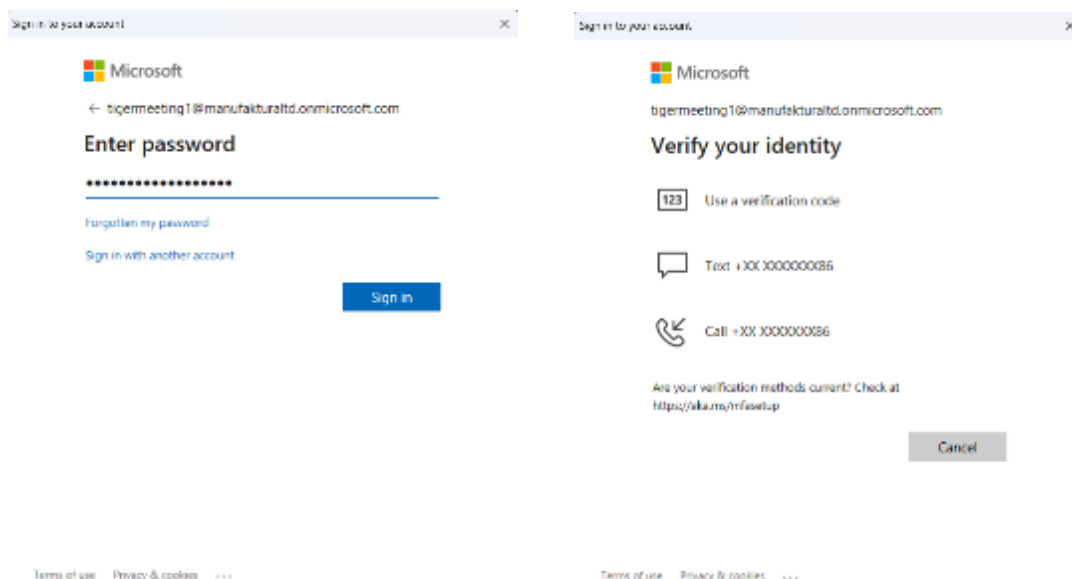 Sign in to your account
Microsoft
← tigermeeting1@manufakturaltd.onmicrosoft.com
Enter password
••••••••••••••••••
Forgotten my password
Sign in with another account
Sign in
Terms of use Privacy & cookies ...
Sign in to your account
Microsoft
tigermeeting1@manufakturaltd.onmicrosoft.com
Verify your identity
123 Use a verification code
Text +XX XXXXXXXX86
Call +XX XXXXXXXX86
Are your verification methods current? Check at
https://aka.ms/mfasetup
Cancel
Terms of use Privacy & cookies ...